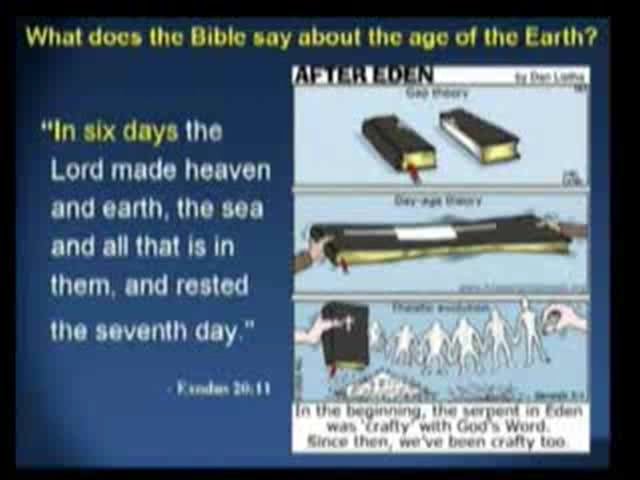 What does the Bible say about the age of the Earth?
“In six days the
Lord made heaven
and earth, the sea
and all that is in
them, and rested
the seventh day.”
- Exodus 20:11
AFTER EDEN
by Dan Lietha
Gap theory
Day-age theory
Theistic evolution
In the beginning, the serpent in Eden
was 'crafty' with God's Word.
Since then, we've been crafty too.